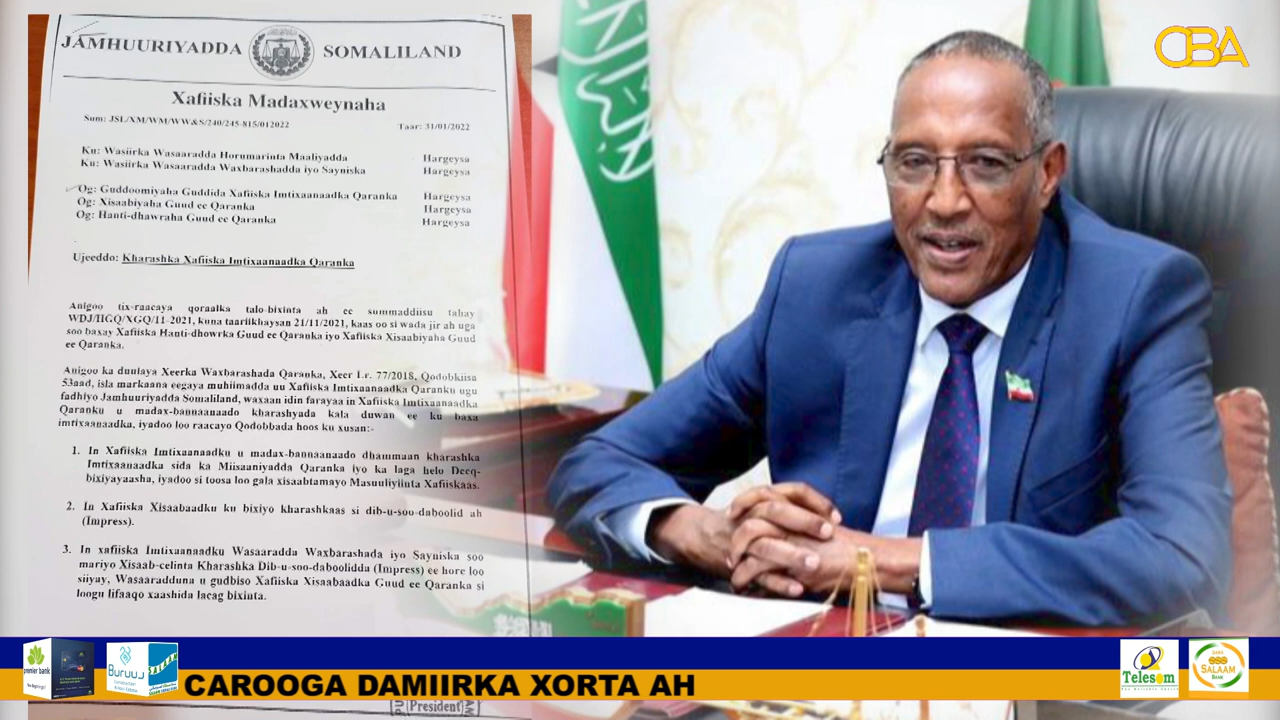 JAMHUURIYADDA SOMALILAND
Xafiiska Madaxweynaha
Sum: JSL/XM/WM/WW&S/240/245-815/012022 Taar: 31/01/2022
Ku: Wasiirka Wasaaradda Horumarinta Maaliyadda Hargeysa
Ku: Wasiirka Wasaaradda Waxbarashadda iyo Sayniska Hargeysa
Og: Guddoomiyaha Guddida Xafiiska Imtixaanaadka Qaranka Hargeysa
Og: Xisaabiyaha Guud ee Qaranka Hargeysa
Og: Hanti-dhawraha Guud ee Qaranka Hargeysa
Ujeeddo: Kharashka Xafiiska Imtixaanaadka Qaranka
Anigoo tix-raacaya qoraalka talo-bixinta ah ee summaddiisu tahay
WDJ/HGQ/XGQ/11-2021, kuna taariikhaysan 21/11/2021, kaas oo si wada jir ah uga
soo baxay Xafiiska Hanti-dhowrka Guud ee Qaranka iyo Xafiiska Xisaabiyaha Guud
ee Qaranka.
Anigoo ka duulaya Xeerka Waxbarashada Qaranka, Xeer Lr. 77/2018, Qodobkiisa
53aad, isla markaana eegaya muhiimadda uu Xafiiska Imtixaanaadka Qaranku ugu
fadhiyo Jamhuuriyadda Somaliland, waxaan idin farayaa in Xafiiska Imtixaanaadka
Qaranku u madax-bannaanaado kharashyada kala duwan ee ku baxa
imtixaanaadka, iyadoo loo raacayo Qodobbada hoos ku xusan:-
1. In Xafiiska Imtixaanaadku u madax-bannaanaado dhammaan kharashka
Imtixaanaadka sida ka Miisaaniyadda Qaranka iyo ka laga helo Deeq-
bixiyayaasha, iyadoo si toosa loo gala xisaabtamayo Masuuliyiinta Xafiiskaas.
2. In Xafiiska Xisaabaadku ku bixiyo kharashkaas si dib-u-soo-daboolid ah
(Impress).
3. In xafiiska Imtixaanaadku Wasaaradda Waxbarashada iyo Sayniska soo
mariyo Xisaab-celinta Kharashka Dib-u-soo-daboolidda (Impress) ee hore loo
siiyay, Wasaaradduna u gudbiso Xafiiska Xisaabaadka Guud ee Qaranka si
loogu lifaaqo xaashida lacag bixinta.
(President)
CBA
premier bank
Buruuj
SALAAM
CAROOGA DAMIIRKA XORTA AH
Telesom
SALAAM
BANK